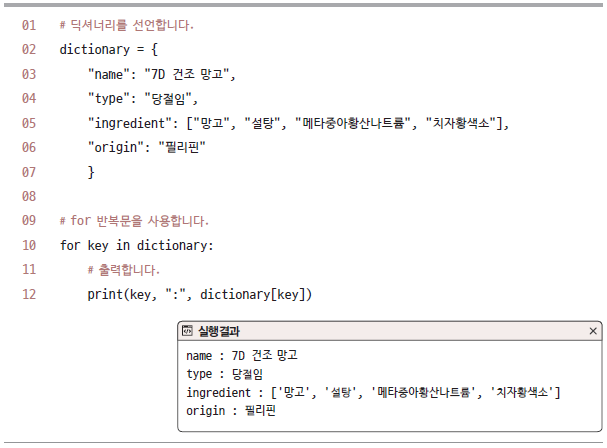 01 # 딕셔너리를 선언합니다.
02 dictionary = {
03     "name": "7D 건조 망고",
04     "type": "당절임",
05     "ingredient": ["망고", "설탕", "메타중아황산나트륨", "치자황색소"],
06     "origin": "필리핀"
07     }
08
09 # for 반복문을 사용합니다.
10 for key in dictionary:
11     # 출력합니다.
12     print(key, ":", dictionary[key])
실행결과 ×
name : 7D 건조 망고
type : 당절임
ingredient : ['망고', '설탕', '메타중아황산나트륨', '치자황색소']
origin : 필리핀